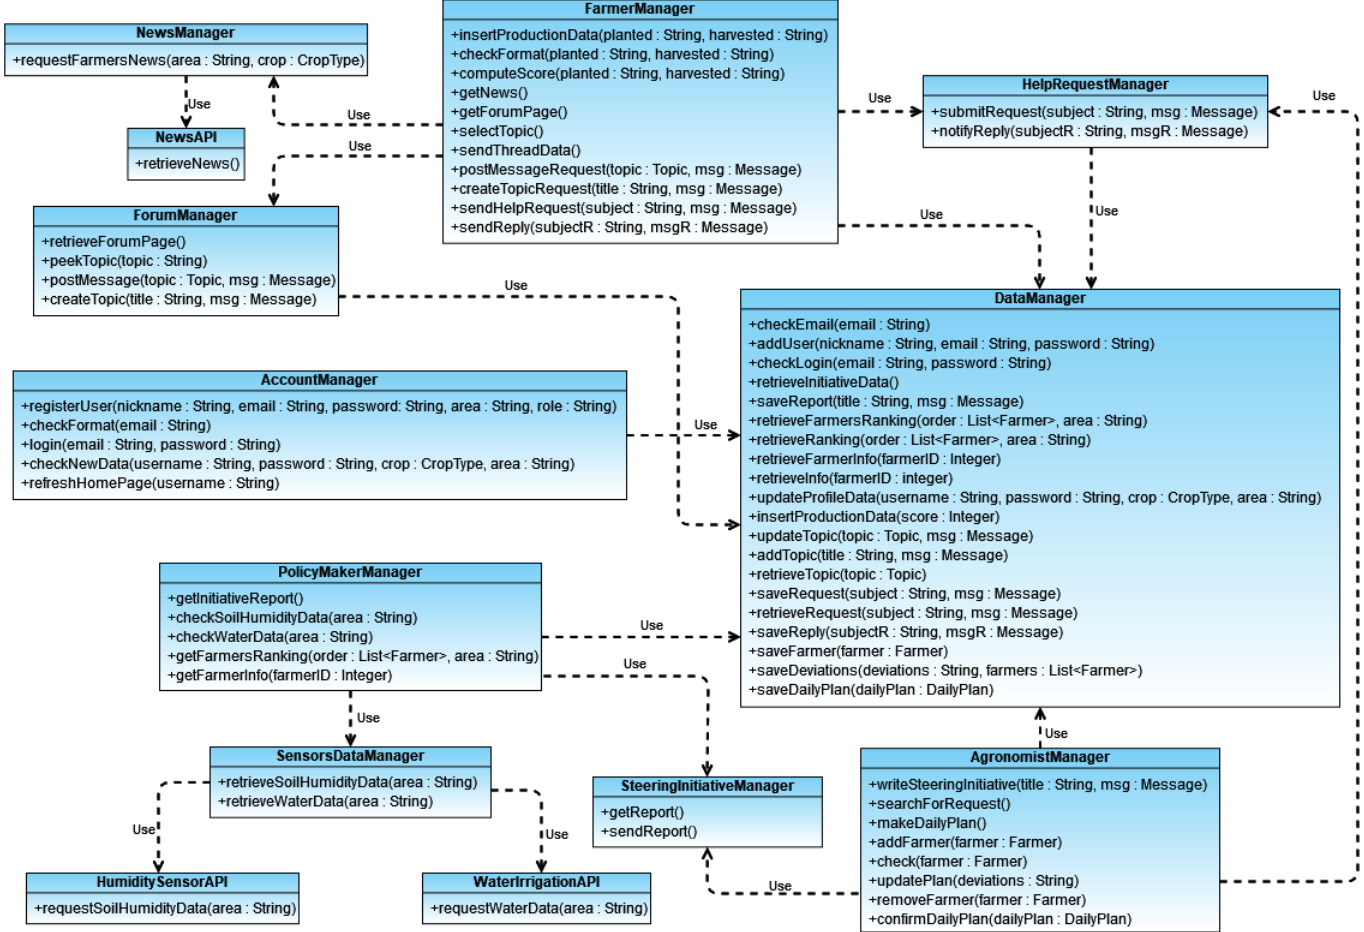 NewsManager
+requestFarmersNews(area : String, crop : CropType)
Use
NewsAPI
+retrieveNews()
FarmerManager
+insertProductionData(planted : String, harvested : String)
+checkFormat(planted : String, harvested : String)
+computeScore(planted : String, harvested : String)
+getNews()
+getForumPage()
+selectTopic()
+sendThreadData()
+postMessageRequest(topic : Topic, msg : Message)
+createTopicRequest(title : String, msg : Message)
+sendHelpRequest(subject : String, msg : Message)
+sendReply(subjectR : String, msgR : Message)
Use
Use
Use
Use
HelpRequestManager
+submitRequest(subject : String, msg : Message)
+notifyReply(subjectR : String, msgR : Message)
Use
Use
ForumManager
+retrieveForumPage()
+peekTopic(topic : String)
+postMessage(topic : Topic, msg : Message)
+createTopic(title : String, msg : Message)
Use
AccountManager
+registerUser(nickname : String, email : String, password: String, area : String, role : String)
+checkFormat(email : String)
+login(email : String, password : String)
+checkNewData(username : String, password : String, crop : CropType, area : String)
+refreshHomePage(username : String)
Use
DataManager
+checkEmail(email : String)
+addUser(nickname : String, email : String, password : String)
+checkLogin(email : String, password : String)
+retrieveInitiativeData()
+saveReport(title : String, msg : Message)
+retrieveFarmersRanking(order : List<Farmer>, area : String)
+retrieveRanking(order : List<Farmer>, area : String)
+retrieveFarmerInfo(farmerID : Integer)
+retrieveInfo(farmerID : integer)
+updateProfileData(username : String, password : String, crop : CropType, area : String)
+insertProductionData(score : Integer)
+updateTopic(topic : Topic, msg : Message)
+addTopic(title : String, msg : Message)
+retrieveTopic(topic : Topic)
+saveRequest(subject : String, msg : Message)
+retrieveRequest(subject : String, msg : Message)
+saveReply(subjectR : String, msgR : Message)
+saveFarmer(farmer : Farmer)
+saveDeviations(deviations : String, farmers : List<Farmer>)
+saveDailyPlan(dailyPlan : DailyPlan)
PolicyMakerManager
+getInitiativeReport()
+checkSoilHumidityData(area : String)
+checkWaterData(area : String)
+getFarmersRanking(order : List<Farmer>, area : String)
+getFarmerInfo(farmerID : Integer)
Use
Use
Use
SensorsDataManager
+retrieveSoilHumidityData(area : String)
+retrieveWaterData(area : String)
Use
Use
HumiditySensorAPI
+requestSoilHumidityData(area : String)
WaterIrrigationAPI
+requestWaterData(area : String)
SteeringInitiativeManager
+getReport()
+sendReport()
Use
Use
AgronomistManager
+writeSteeringInitiative(title : String, msg : Message)
+searchForRequest()
+makeDailyPlan()
+addFarmer(farmer : Farmer)
+check(farmer : Farmer)
+updatePlan(deviations : String)
+removeFarmer(farmer : Farmer)
+confirmDailyPlan(dailyPlan : DailyPlan)